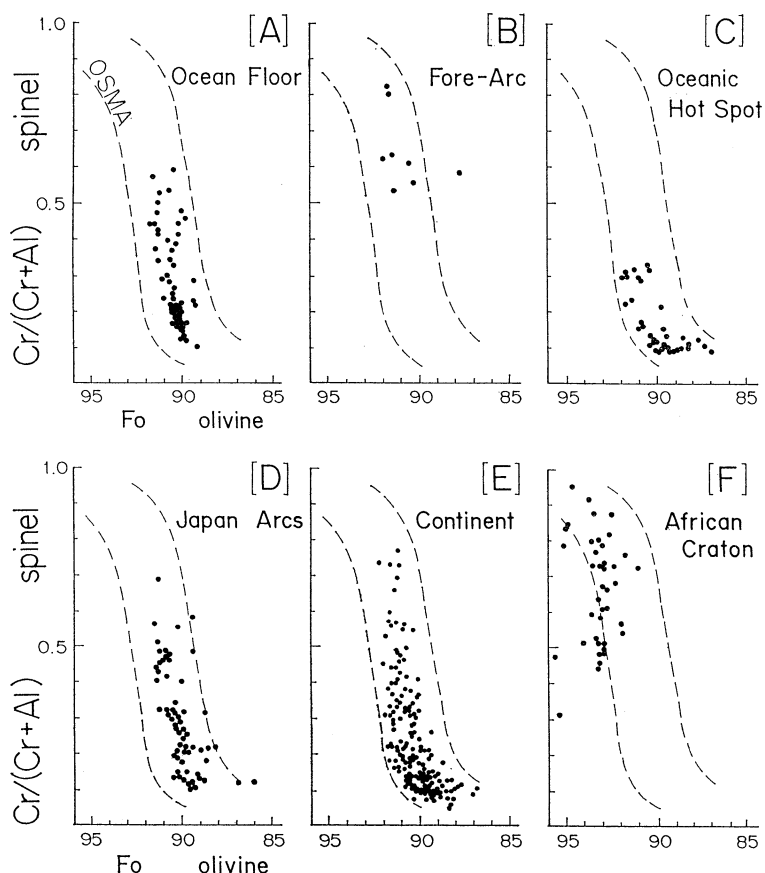 1.0 [A] [B] [C]
OSMA Ocean Floor Fore-Arc Oceanic
Hot Spot
spinel
0.5
Cr/(Cr+Al)
95 90 85 95 90 85 95 90 85
Fo olivine
1.0 [D] [E] [F]
Japan Arcs Continent African
Craton
spinel
0.5
Cr/(Cr+Al)
95 90 85 95 90 85 95 90 85
Fo olivine